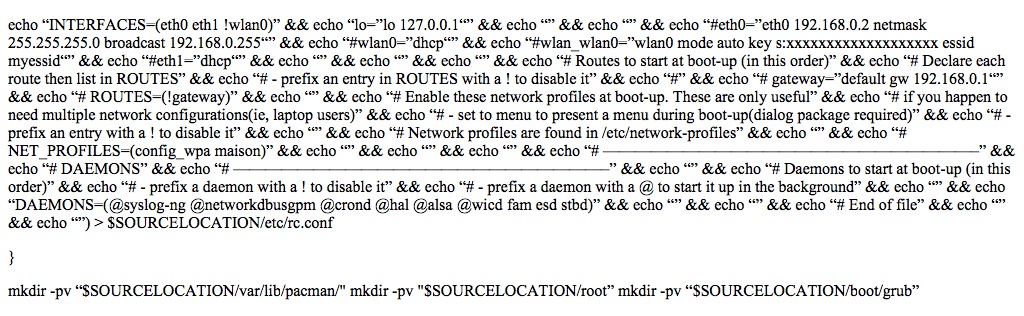 echo “INTERFACES=(eth0 eth1 !wlan0)” && echo “lo=”lo 127.0.0.1“” && echo “” && echo “” && echo “#eth0=”eth0 192.168.0.2 netmask
255.255.255.0 broadcast 192.168.0.255“” && echo “#wlan0=”dhcp“” && echo “#wlan_wlan0=”wlan0 mode auto key s:xxxxxxxxxxxxxxxxxxx essid
myessid“” && echo “#eth1=”dhcp“” && echo “” && echo “” && echo “” && echo “# Routes to start at boot-up (in this order)” && echo “# Declare each
route then list in ROUTES” && echo “# - prefix an entry in ROUTES with a ! to disable it” && echo “#” && echo “# gateway=”default gw 192.168.0.1“”
&& echo “# ROUTES=(!gateway)” && echo “” && echo “# Enable these network profiles at boot-up. These are only useful” && echo “# if you happen to
need multiple network configurations(ie, laptop users)” && echo “# - set to menu to present a menu during boot-up(dialog package required)” && echo “# -
prefix an entry with a ! to disable it” && echo “” && echo “# Network profiles are found in /etc/network-profiles” && echo “” && echo “#
NET_PROFILES=(config_wpa maison)” && echo “” && echo “” && echo “” && echo “# ———————————————————————–” &&
echo “# DAEMONS” && echo “# ———————————————————————–” && echo “” && echo “# Daemons to start at boot-up (in this
order)” && echo “# - prefix a daemon with a ! to disable it” && echo “# - prefix a daemon with a @ to start it up in the background” && echo “” && echo
“DAEMONS=(@syslog-ng @networkdbusgpm @crond @hal @alsa @wicd fam esd stbd)” && echo “” && echo “” && echo “# End of file” && echo “”
&& echo “”) > $SOURCELOCATION/etc/rc.conf
}
mkdir -pv “$SOURCELOCATION/var/lib/pacman/" mkdir -pv "$SOURCELOCATION/root” mkdir -pv “$SOURCELOCATION/boot/grub”